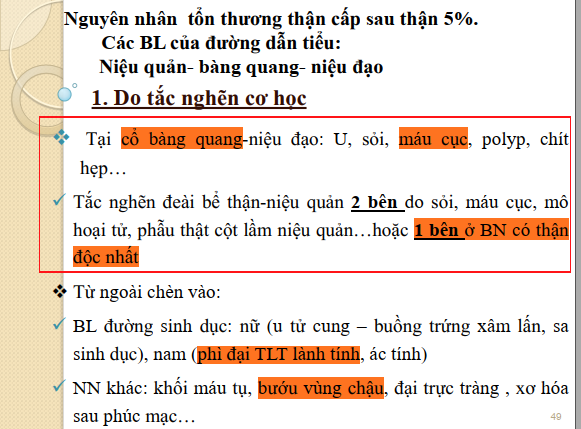 Nguyên nhân tổn thương thận cấp sau thận 5%.
Các BL của đường dẫn tiểu:
Niệu quản- bàng quang- niệu đạo
1. Do tắc nghẽn cơ học
Tại cổ bàng quang-niệu đạo: U, sỏi, máu cục, polyp, chít
hẹp…
Tắc nghẽn đeài bể thận-niệu quản 2 bên do sỏi, máu cục, mô
hoại tử, phẫu thật cột lầm niệu quản…hoặc 1 bên ở BN có thận
độc nhất
Từ ngoài chèn vào:
BL đường sinh dục: nữ (u tử cung – buồng trứng xâm lấn, sa
sinh dục), nam (phì đại TLT lành tính, ác tính)
NN khác: khối máu tụ, bướu vùng chậu, đại trực tràng , xơ hóa
sau phúc mạc…
49